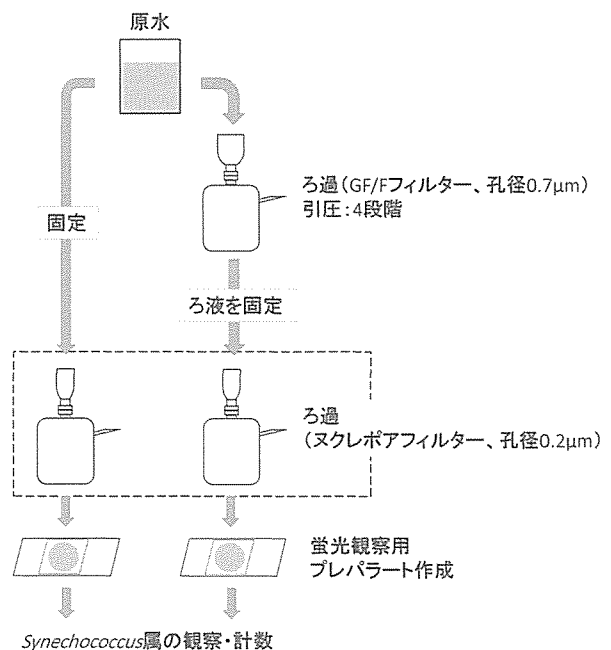 原水
ろ過(GF/Fフィルター、孔径0.7μm)
引圧:4段階
固定
ろ液を固定
ろ過
(ヌクレポアフィルター、孔径0.2μm)
蛍光観察用
プレパラート作成
Synechococcus属の観察・計数